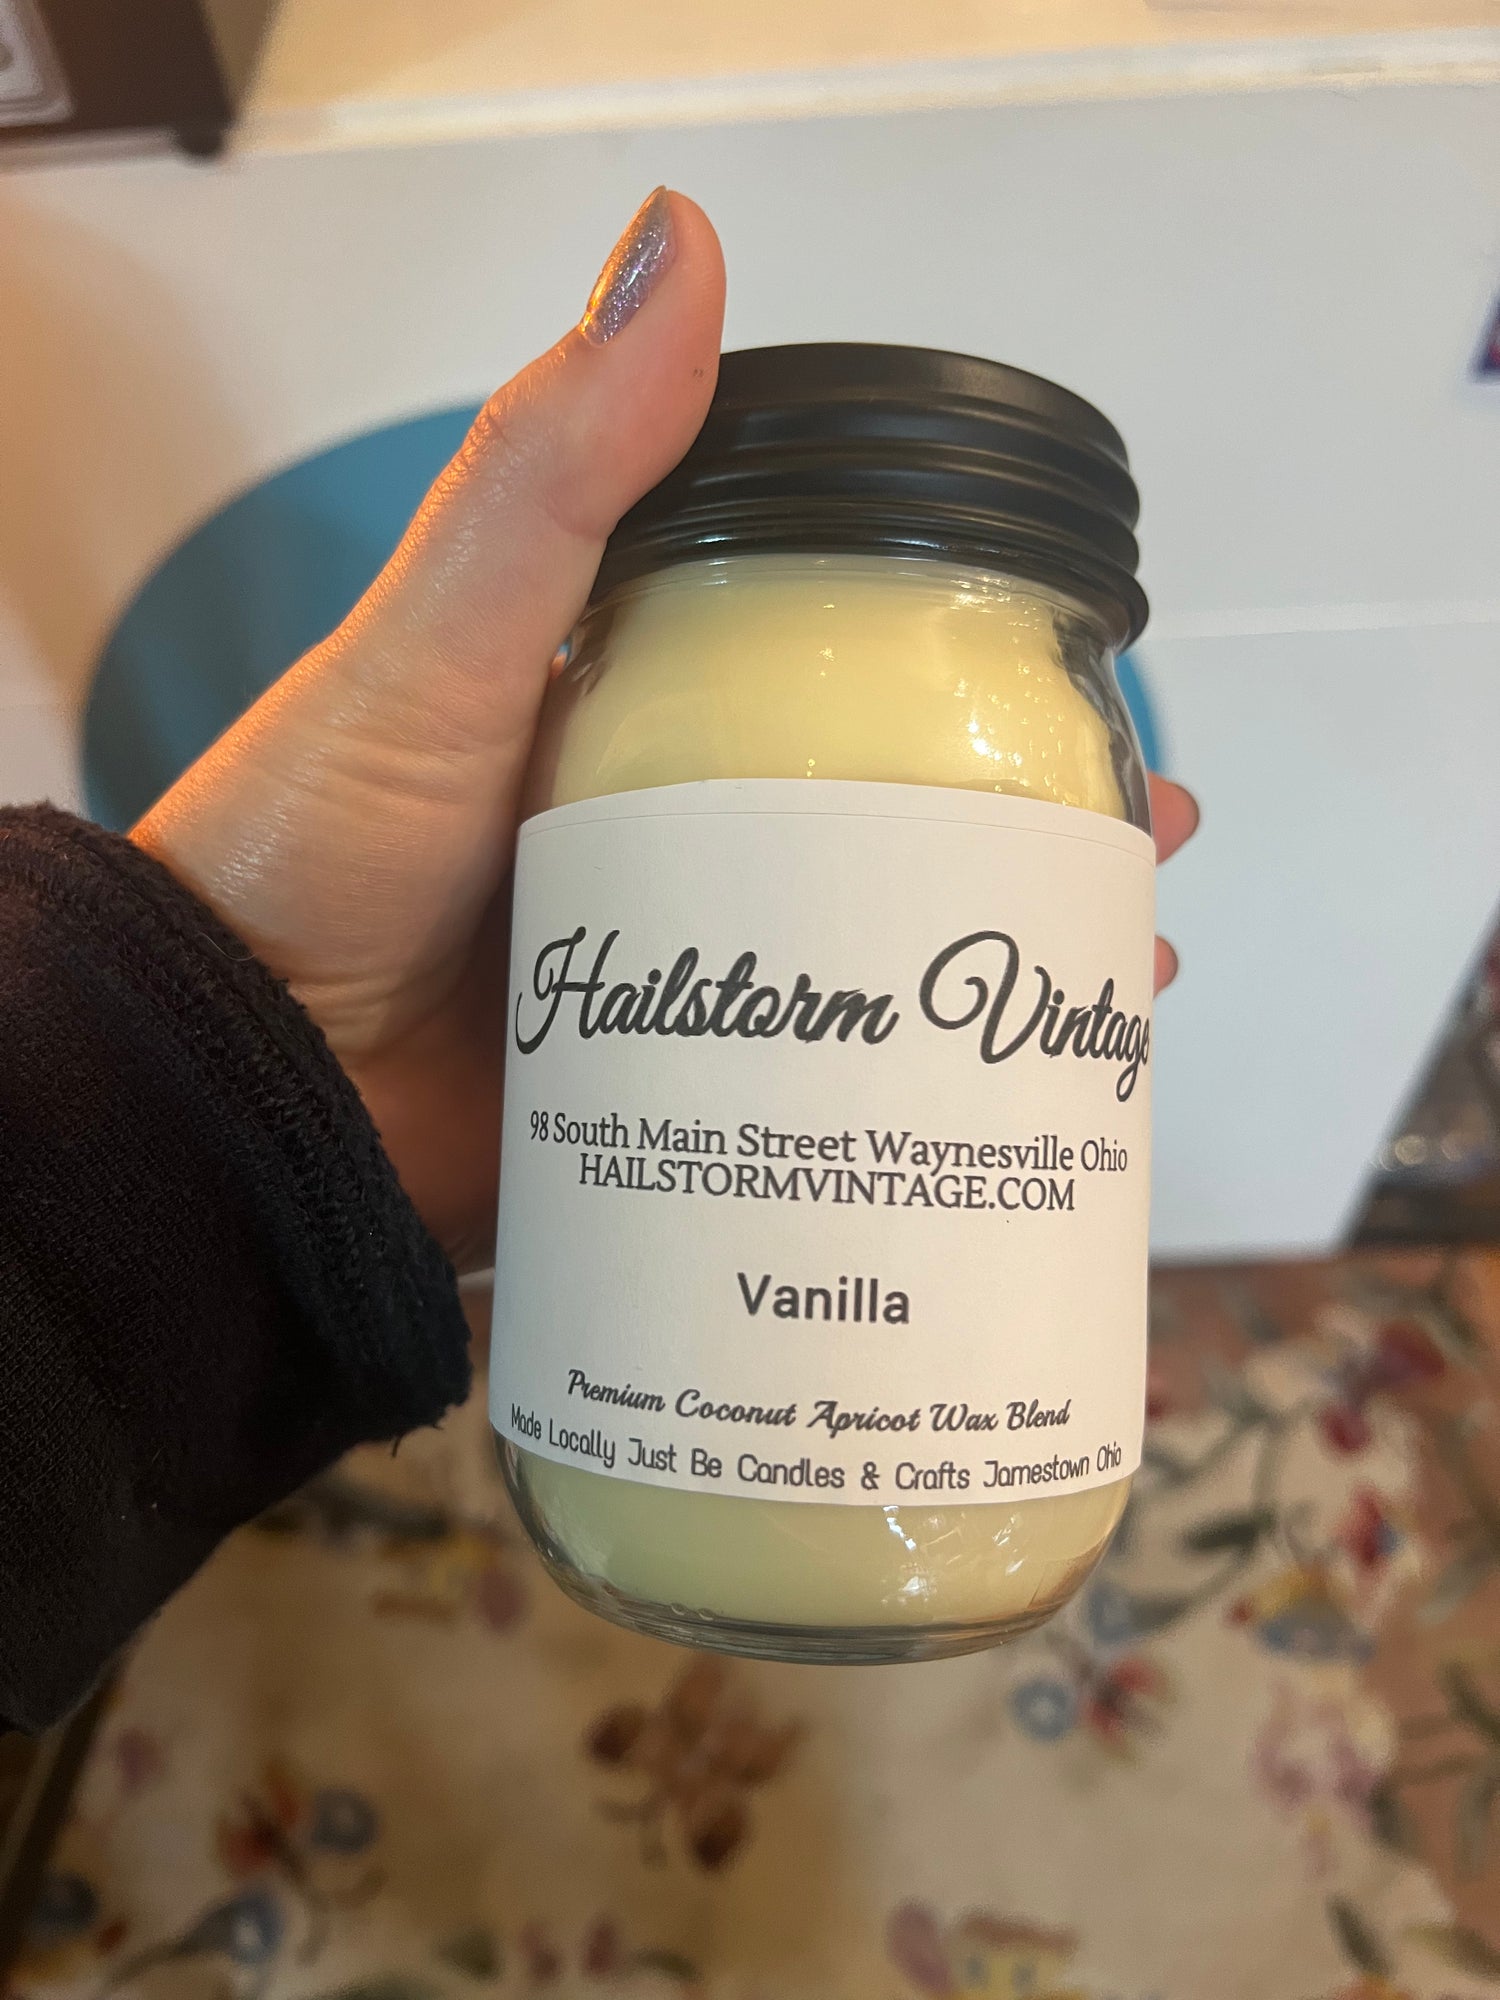 Hailstorm Vintage
98 South Main Street Waynesville Ohio
HAILSTORMVINTAGE.COM
Vanilla
Premium Coconut Apricot Wax Blend
Made Locally Just Be Candles & Crafts Jamestown Ohio